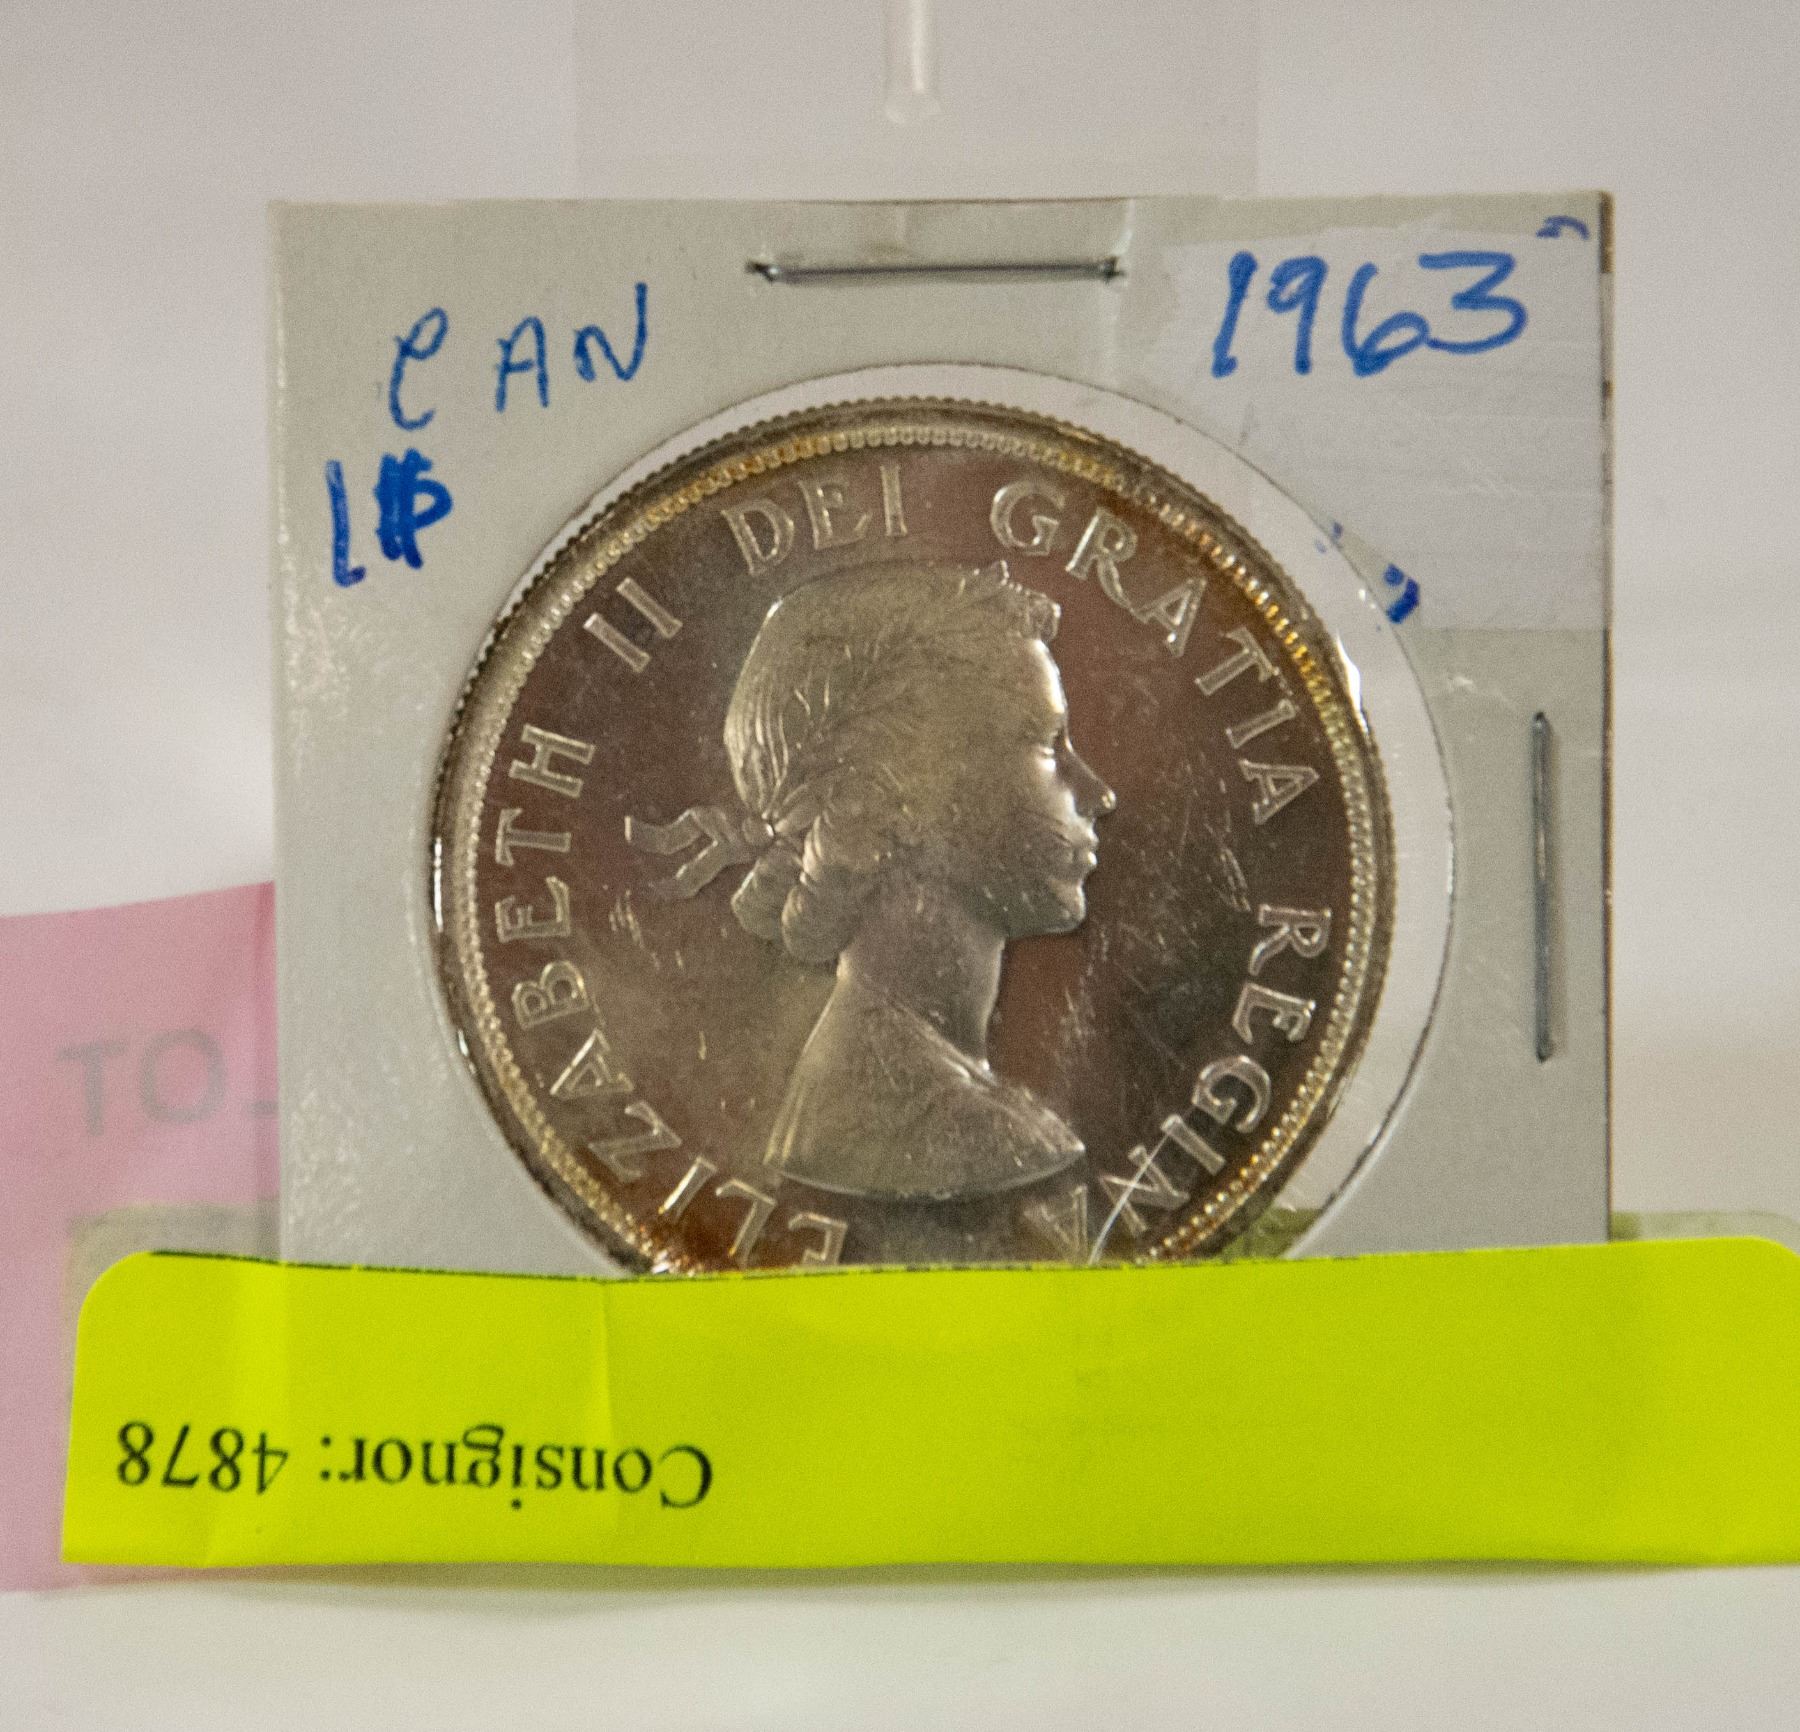 CAN
1963
1$
ELIZABETH II DEI GRATIA REGINA
TO
Consignor: 4878